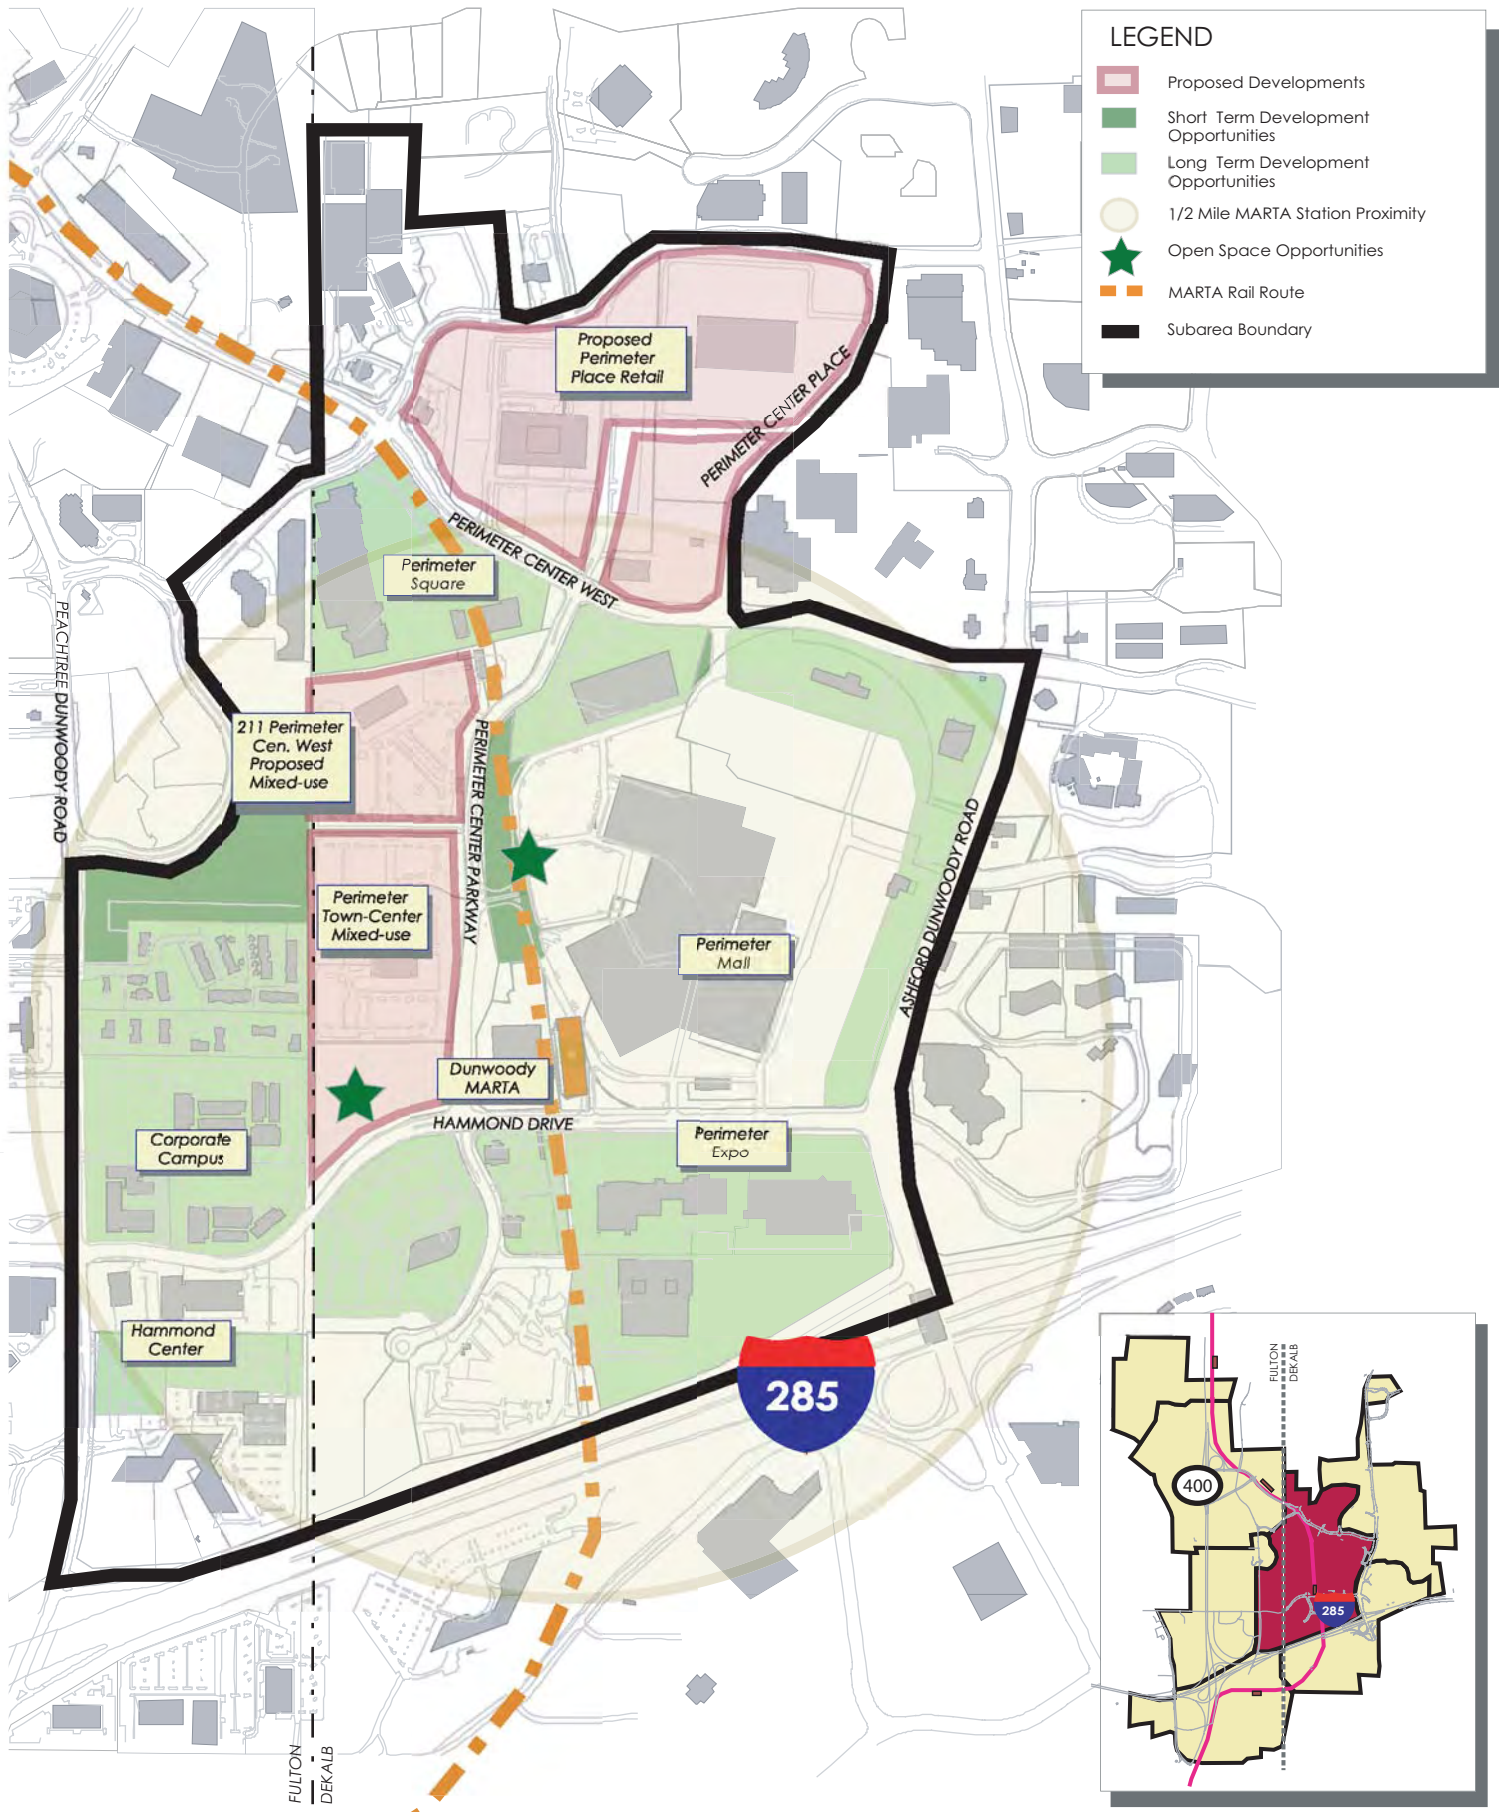 LEGEND
Proposed Developments
Short Term Development
Opportunities
Long Term Development
Opportunities
1/2 Mile MARTA Station Proximity
Open Space Opportunities
MARTA Rail Route
Subarea Boundary
Proposed
Perimeter
Place Retail
PERIMETER CENTER PLACE
PERIMETER CENTER WEST
Perimeter
Square
PEACHTREE DUNWOODY ROAD
211 Perimeter
Cen. West
Proposed
Mixed-use
PERIMETER CENTER PARKWAY
Perimeter
Town-Center
Mixed-use
Perimeter
Mall
ASHFORD DUNWOODY ROAD
Dunwoody
MARTA
HAMMOND DRIVE
Corporate
Campus
Perimeter
Expo
Hammond
Center
285
FULTON
DEKALB
FULTON
DEKALB
400
285